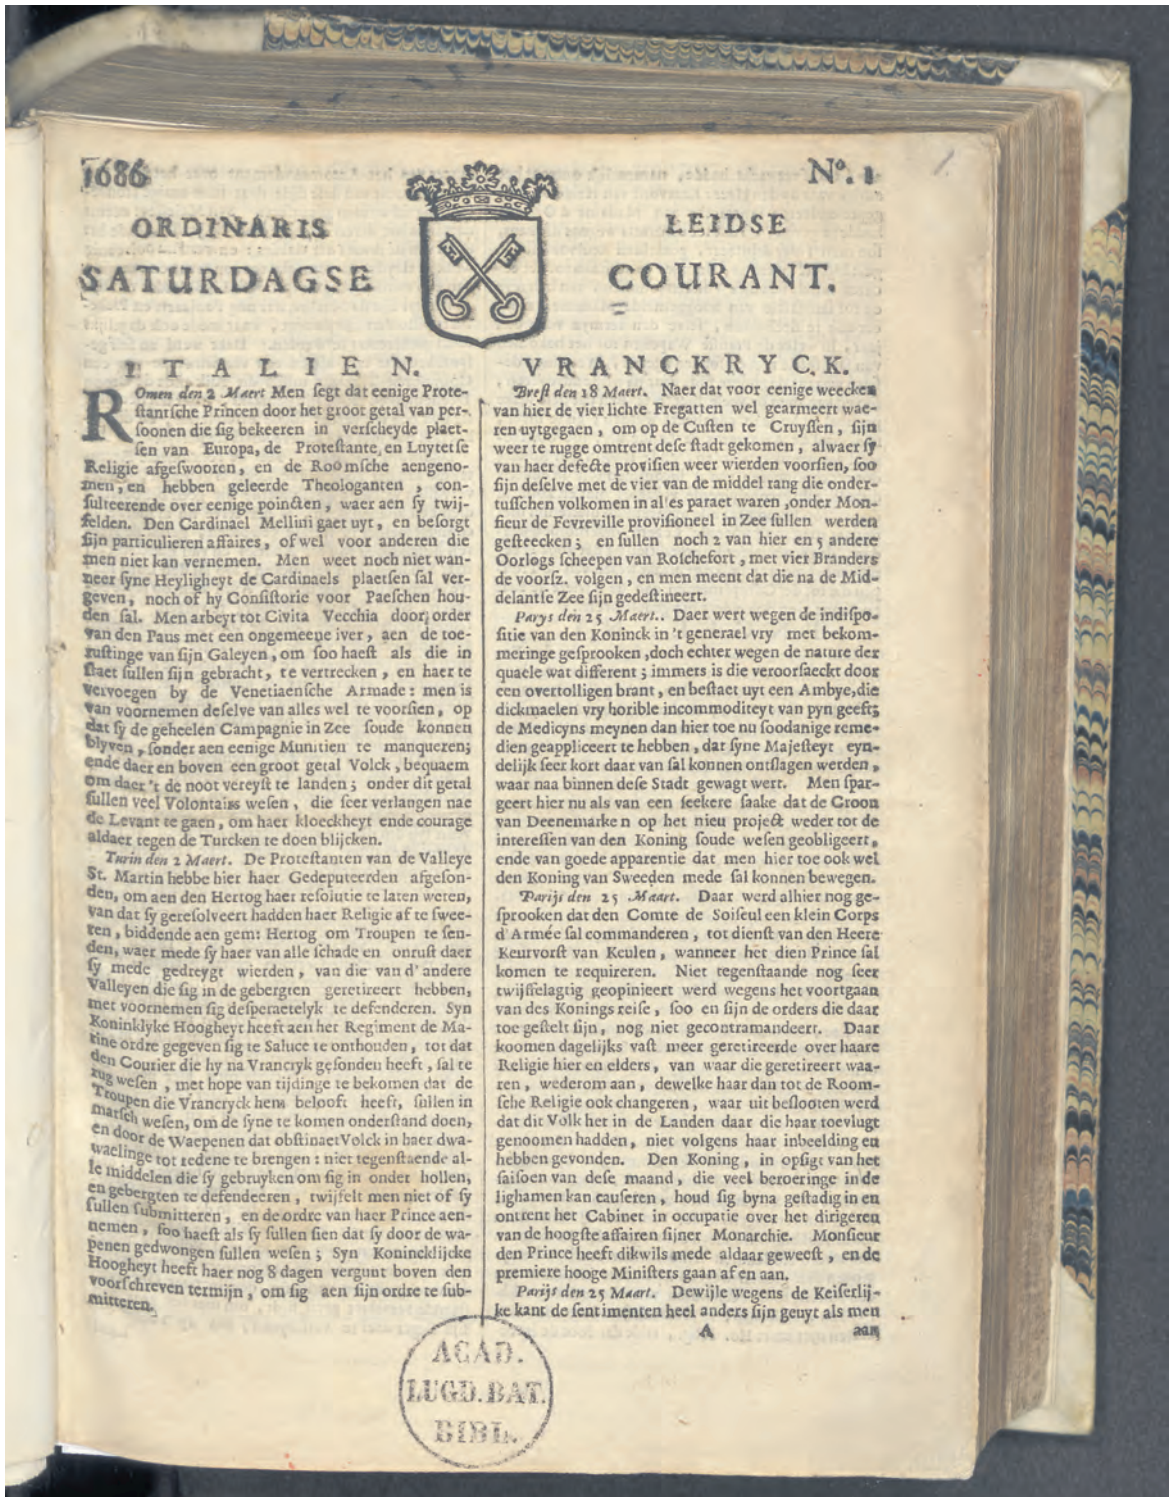 1686
Nº. 1
ORDINARIS
LEIDSE
SATURDAGSE
COURANT.
ITALIEN.
ROmen den 2 Maert Men segt dat eenige Prote-
stantsche Princen door het groot getal van per-
soonen die sig bekeeren in verscheyde plaet-
sen van Europa, de Protestante, en Luyterse
Religie afgeswooren, en de Roomsche aengeno-
men, en hebben geleerde Theologanten, con-
sulteerende over eenige poincten, waer aen sy twij-
felden. Den Cardinael Mellini gaet uyt, en besorgt
sijn particulieren affaires, of wel voor anderen die
men niet kan vernemen. Men weet noch niet wan-
neer syne Heyligheyt de Cardinaels plaetsen sal ver-
geven, noch of hy Consistorie voor Paeschen hou-
den sal. Men arbeyt tot Civita Vecchia door order
van den Paus met een ongemeene iver, aen de toe-
rustinge van sijn Galeyen, om soo haest als die in
staet sullen sijn gebracht, te vertrecken, en haer te
vervoegen by de Venetiaensche Armade: men is
van voornemen deselve van alles wel te voorsien, op
dat sy de geheelen Campagnie in Zee soude konnen
blyven, sonder aen eenige Munitien te manqueren;
ende daer en boven een groot getal Volck, bequaem
om daer 't de noot vereyst te landen; onder dit getal
sullen veel Volontairs wesen, die seer verlangen nae
de Levant te gaen, om haer kloeckheyt ende courage
aldaer tegen de Turcken te doen blijcken.
Turin den 2 Maert. De Protestanten van de Valleye
St. Martin hebbe hier haer Gedeputeerden afgeson-
den, om aen den Hertog haer resolutie te laten weten,
van dat sy geresolveert hadden haer Religie af te swee-
ren, biddende aen gem: Hertog om Troupen te sen-
den, waer mede sy haer van alle schade en onrust daer
sy mede gedreygt wierden, van die van d' andere
Valleyen die sig in de gebergten geretireert hebben,
met voornemen sig desperaetelyk te defenderen. Syn
Koninklyke Hoogheyt heeft aen het Regiment de Ma-
rine ordre gegeven sig te Saluce te onthouden, tot dat
den Courier die hy na Vrancryk gesonden heeft, sal te
rug wesen, met hope van tijdinge te bekomen dat de
Troupen die Vrancryck hem belooft heeft, sullen in
marsch wesen, om de syne te komen onderstand doen,
en door de Waepenen dat obstinaet Volck in haer dwa-
waelinge tot redene te brengen: niet tegenstaende al-
le middelen die sy gebruyken om sig in onder hollen,
en gebergten te defendeeren, twijfelt men niet of sy
sullen submitteren, en de ordre van haer Prince aen-
nemen, soo haest als sy sullen sien dat sy door de wa-
penen gedwongen sullen wesen; Syn Konincklijcke
Hoogheyt heeft haer nog 8 dagen vergunt boven den
voorschreven termijn, om sig aen sijn ordre te sub-
mitteren.
VRANCKRYCK.
Brest den 18 Maert. Naer dat voor eenige weecken
van hier de vier lichte Fregatten wel gearmeert wae-
ren uytgegaen, om op de Custen te Cruyssen, sijn
weer te rugge omtrent dese stadt gekomen, alwaer sy
van haer defecte provisien weer wierden voorsien, soo
sijn deselve met de vier van de middel rang die onder-
tusschen volkomen in al'es paraet waren, onder Mon-
sieur de Fevreville provisioneel in Zee sullen werden
gesteecken; en sullen noch 2 van hier en 5 andere
Oorlogs scheepen van Roschefort, met vier Branders
de voorsz. volgen, en men meent dat die na de Mid-
delantse Zee sijn gedestineert.
Parys den 25 Maert.. Daer wert wegen de indispo-
sitie van den Koninck in 't generael vry met bekom-
meringe gesprooken, doch echter wegen de nature der
quaele wat different; immers is die veroorsaeckt door
een overtolligen brant, en bestaet uyt een Ambye, die
dickmaelen vry horible incommoditeyt van pyn geeft;
de Medicyns meynen dan hier toe nu soodanige reme-
dien geappliceert te hebben, dat syne Majesteyt eyn-
delijk seer kort daar van sal konnen ontslagen werden,
waar naa binnen dese Stadt gewagt wert. Men spar-
geert hier nu als van een seekere saake dat de Croon
van Deenemarken op het nieu project weder tot de
interessen van den Koning soude wesen geobligeert,
ende van goede apparentie dat men hier toe ook wel
den Koning van Sweeden mede sal konnen bewegen.
Parijs den 25 Maart. Daar werd alhier nog ge-
sprooken dat den Comte de Soiseul een klein Corps
d' Armée sal commanderen, tot dienst van den Heere
Keurvorst van Keulen, wanneer het dien Prince sal
komen te requireren. Niet tegenstaande nog seer
twijffelagtig geopinieert werd wegens het voortgaan
van des Konings reise, soo en sijn de orders die daar
toe gestelt sijn, nog niet gecontramandeert. Daar
koomen dagelijks vast meer geretireerde over haare
Religie hier en elders, van waar die geretireert waa-
ren, wederom aan, dewelke haar dan tot de Room-
sche Religie ook changeren, waar uit beslooten werd
dat dit Volk het in de Landen daar die haar toevlugt
genoomen hadden, niet volgens haar inbeelding en
hebben gevonden. Den Koning, in opsigt van het
saisoen van dese maand, die veel beroeringe in de
lighamen kan causeren, houd sig byna gestadig in en
ontrent het Cabinet in occupatie over het dirigeren
van de hoogste affairen sijner Monarchie. Monsieur
den Prince heeft dikwils mede aldaar geweest, en de
premiere hooge Ministers gaan af en aan.
Parijs den 25 Maart. Dewijle wegens de Keiserlij-
ke kant de sentimenten heel anders sijn geuyt als men
A
aan
ACAD.
LUGD.BAT.
BIBL.